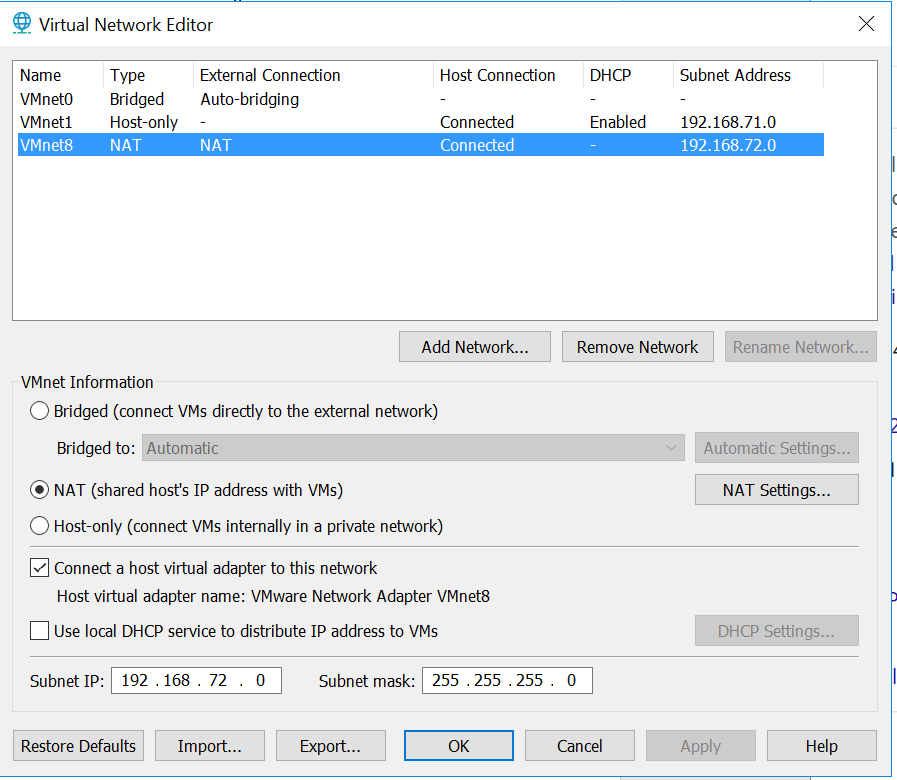 Virtual Network Editor
Name Type External Connection Host Connection DHCP Subnet Address
VMnet0 Bridged Auto-bridging - - -
VMnet1 Host-only - Connected Enabled 192.168.71.0
VMnet8 NAT NAT Connected - 192.168.72.0
Add Network... Remove Network Rename Network...
VMnet Information
Bridged (connect VMs directly to the external network)
Bridged to: Automatic Automatic Settings...
NAT (shared host's IP address with VMs) NAT Settings...
Host-only (connect VMs internally in a private network)
Connect a host virtual adapter to this network
Host virtual adapter name: VMware Network Adapter VMnet8
Use local DHCP service to distribute IP address to VMs DHCP Settings...
Subnet IP: 192 . 168 . 72 . 0 Subnet mask: 255 . 255 . 255 . 0
Restore Defaults Import... Export... OK Cancel Apply Help